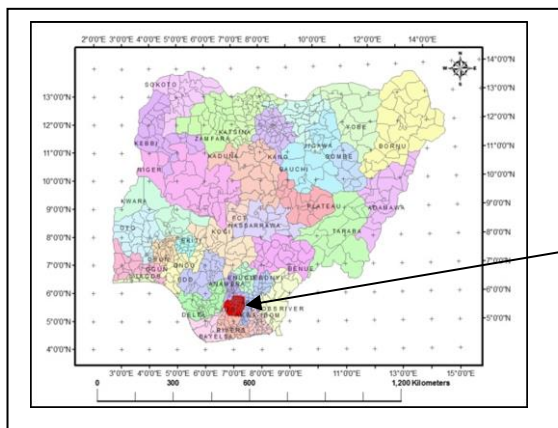 2°0'0"E 3°0'0"E 4°0'0"E 5°0'0"E 6°0'0"E 7°0'0"E 8°0'0"E 10°0'0"E 12°0'0"E 14°0'0"E
14°0'0"N
13°0'0"N
SOKOTO
13°0'0"N
12°0'0"N
KATSINA
YOBE
BORNU
12°0'0"N
ZAMFARA
JIGAWA
11°0'0"N
KEBBI
KADUNA
KANO
GOMBE
11°0'0"N
NIGER
BAUCHI
10°0'0"N
10°0'0"N
KWARA
PLATEAU
ADAMAWA
9°0'0"N
FCT
NASSARRAWA
9°0'0"N
OYO
TARABA
8°0'0"N
KOGI
8°0'0"N
EKITI
7°0'0"N
OGUN
ONDO
BENUE
7°0'0"N
EDO
ENUGU
EBONYI
6°0'0"N
ANAMBRA
6°0'0"N
DELTA
5°0'0"N
RIVERS
5°0'0"N
BAYELSA
4°0'0"N
3°0'0"E 4°0'0"E 5°0'0"E 6°0'0"E 7°0'0"E 8°0'0"E 9°0'0"E 11°0'0"E 13°0'0"E 15°0'0"E
0 300 600 1,200 Kilometers